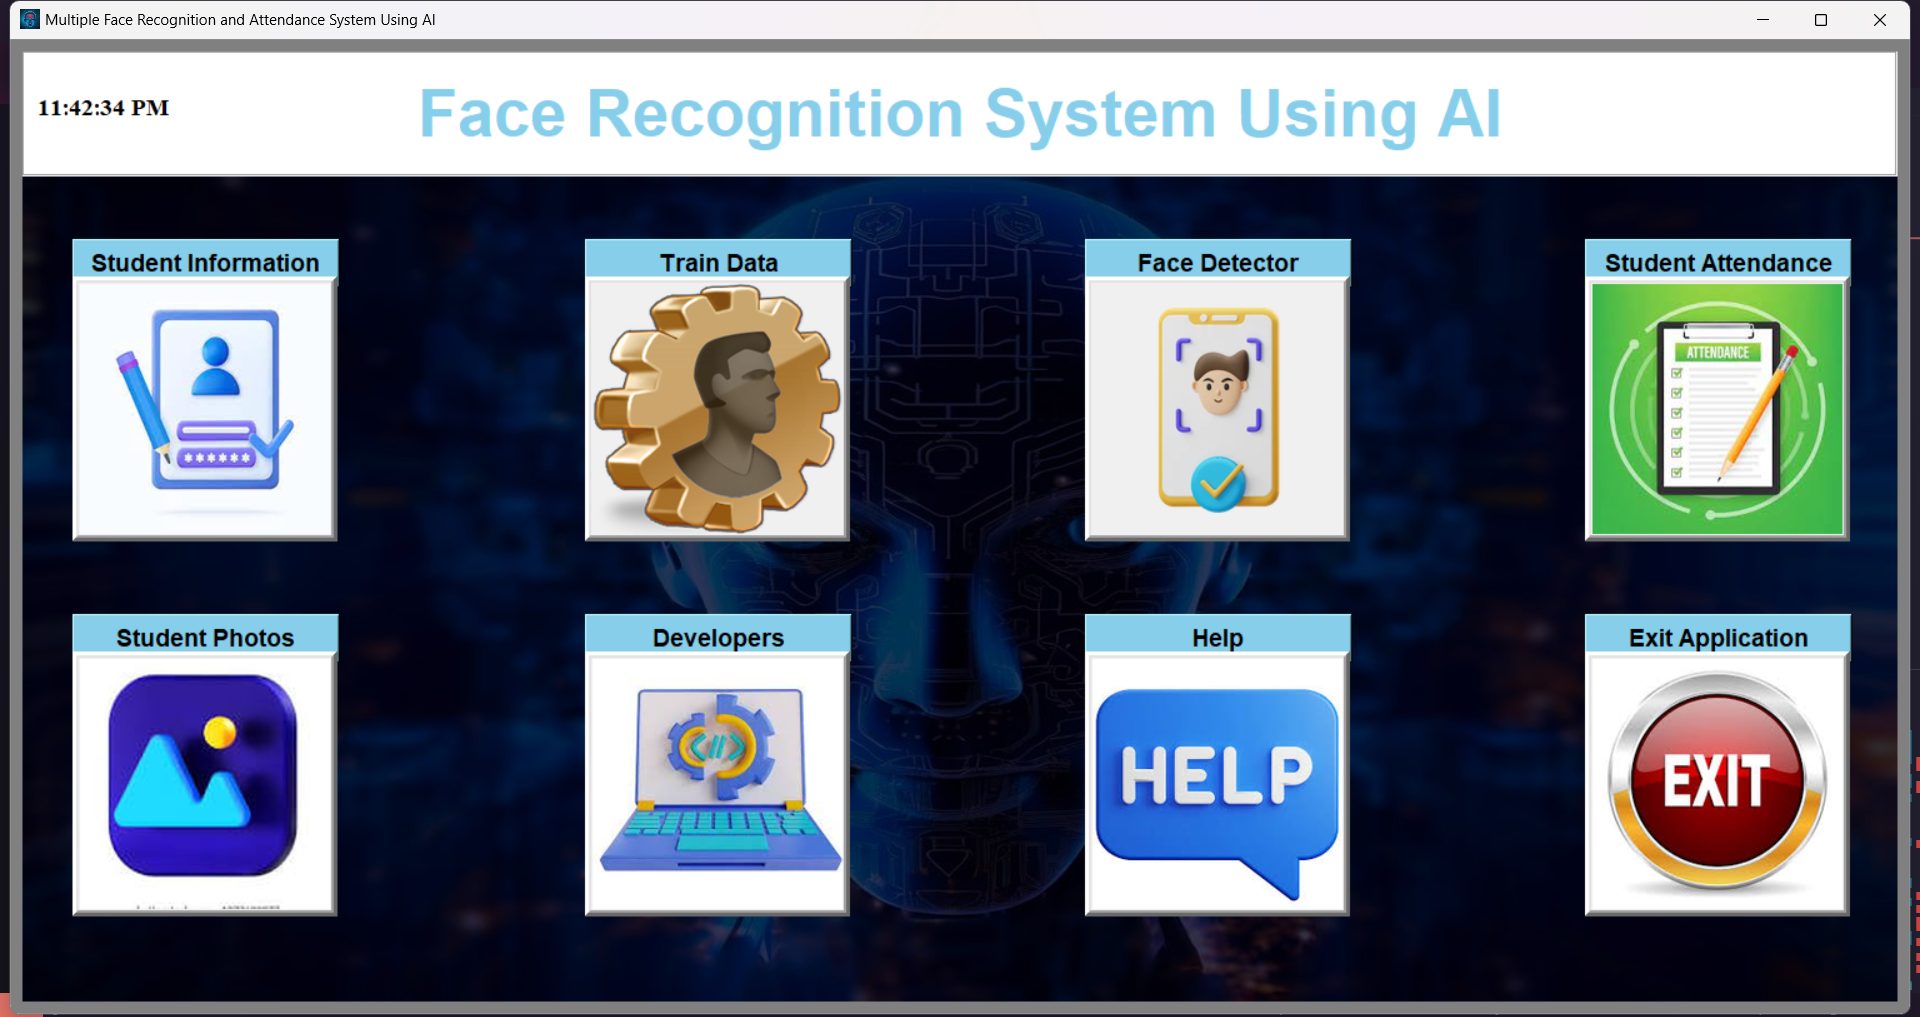 Multiple Face Recognition and Attendance System Using AI
11:42:34 PM
Face Recognition System Using AI
Student Information
Train Data
Face Detector
Student Attendance
******
ATTENDANCE
Student Photos
Developers
Help
Exit Application
<//>
HELP
EXIT